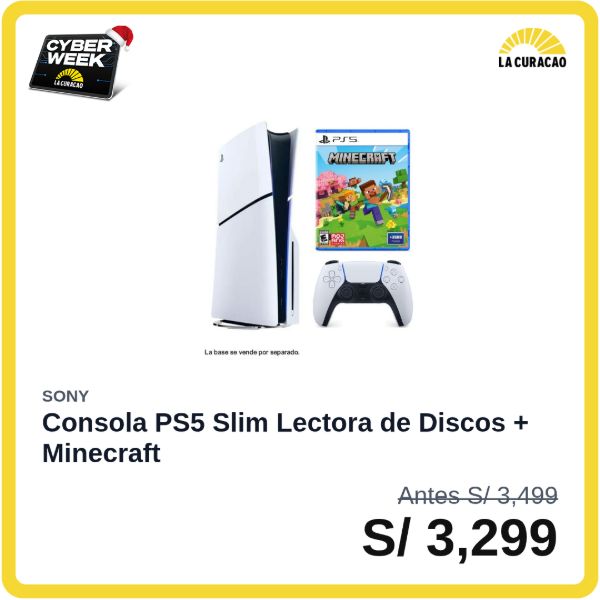 CYBER
WEEK
LA CURACAO
LA CURACAO
PS5
MINECRAFT
La base se vende por separado.
SONY
Consola PS5 Slim Lectora de Discos +
Minecraft
Antes S/ 3,499
S/ 3,299